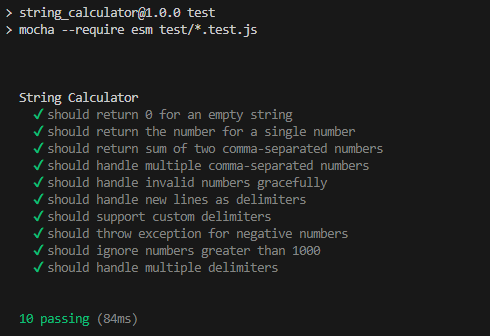 > string_calculator@1.0.0 test
> mocha --require esm test/*.test.js
String Calculator
✓ should return 0 for an empty string
✓ should return the number for a single number
✓ should return sum of two comma-separated numbers
✓ should handle multiple comma-separated numbers
✓ should handle invalid numbers gracefully
✓ should handle new lines as delimiters
✓ should support custom delimiters
✓ should throw exception for negative numbers
✓ should ignore numbers greater than 1000
✓ should handle multiple delimiters
10 passing (84ms)